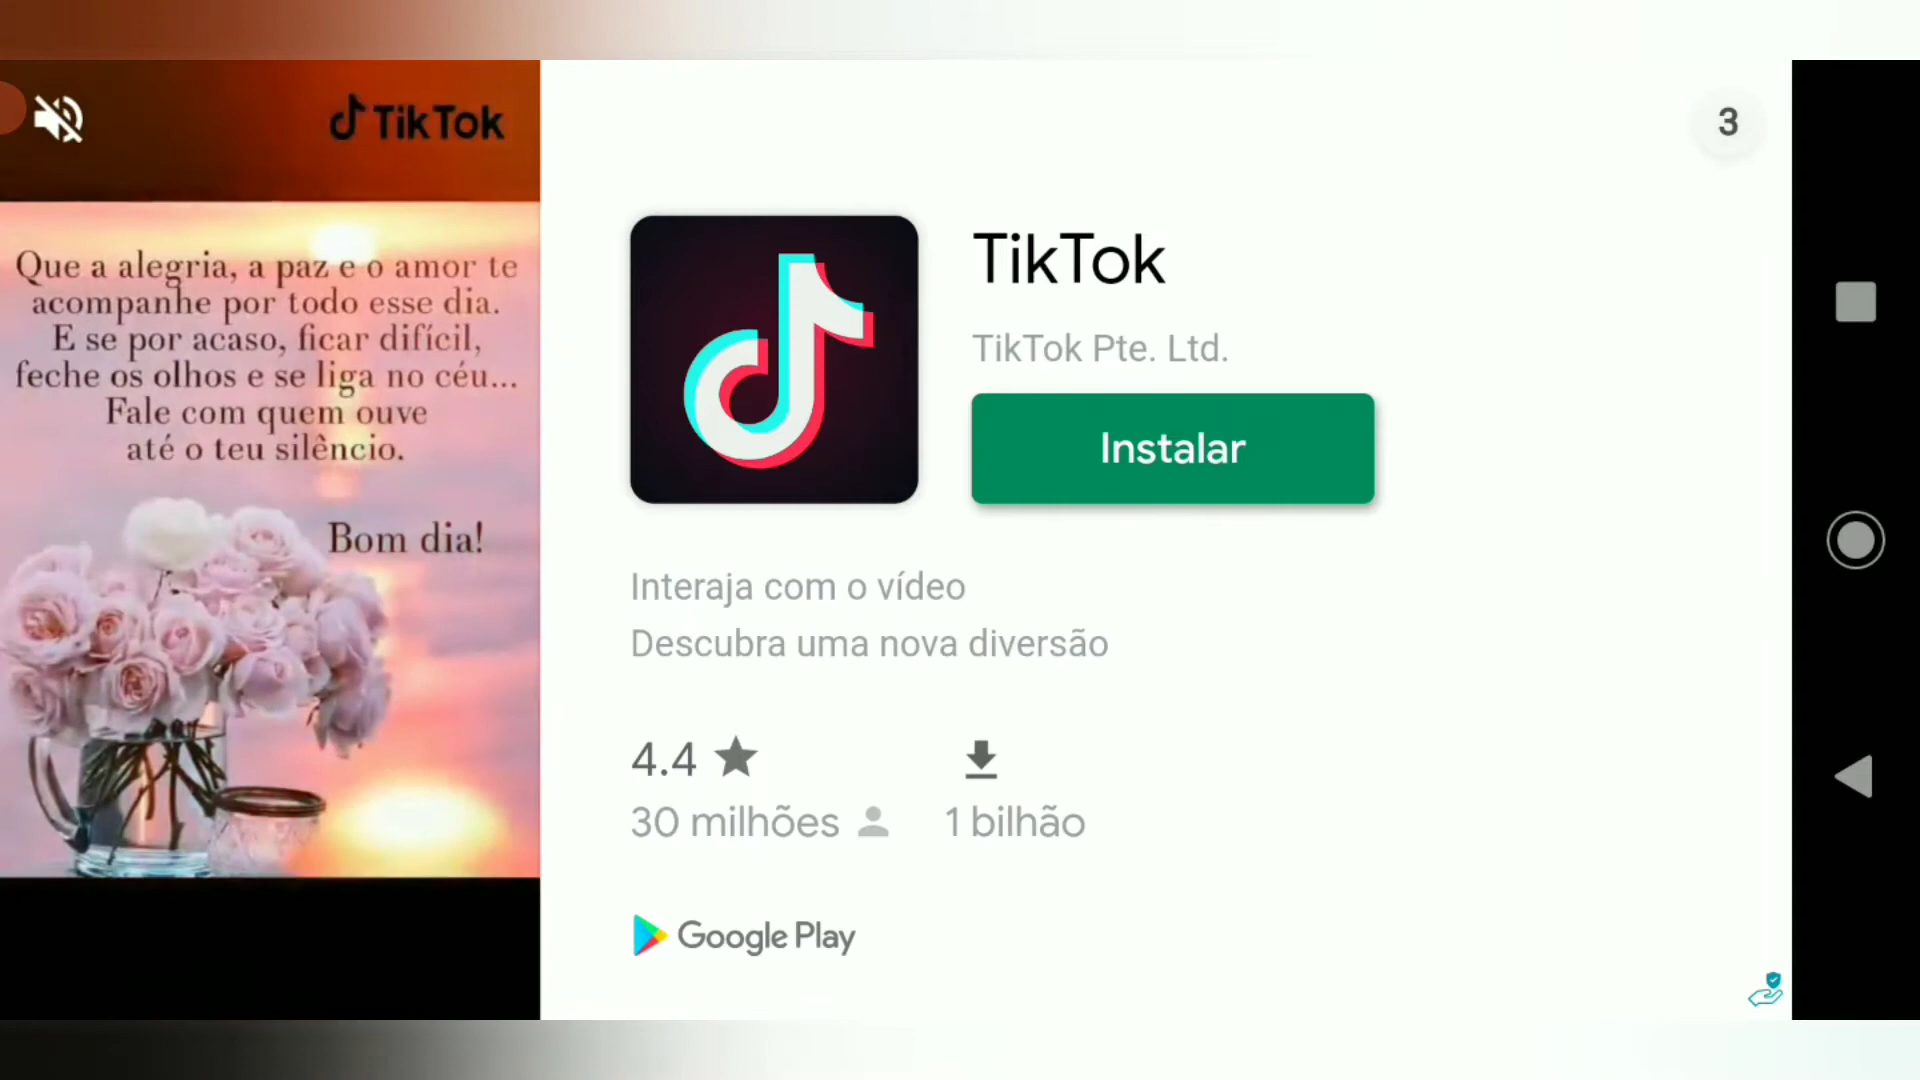 TikTok
Que a alegria, a paz e o amor te
acompanhe por todo esse dia.
E se por acaso, ficar difícil,
feche os olhos e se liga no céu...
Fale com quem ouve
até o teu silêncio.
Bom dia!
3
TikTok
TikTok Pte. Ltd.
Instalar
Interaja com o vídeo
Descubra uma nova diversão
4.4
30 milhões
1 bilhão
Google Play